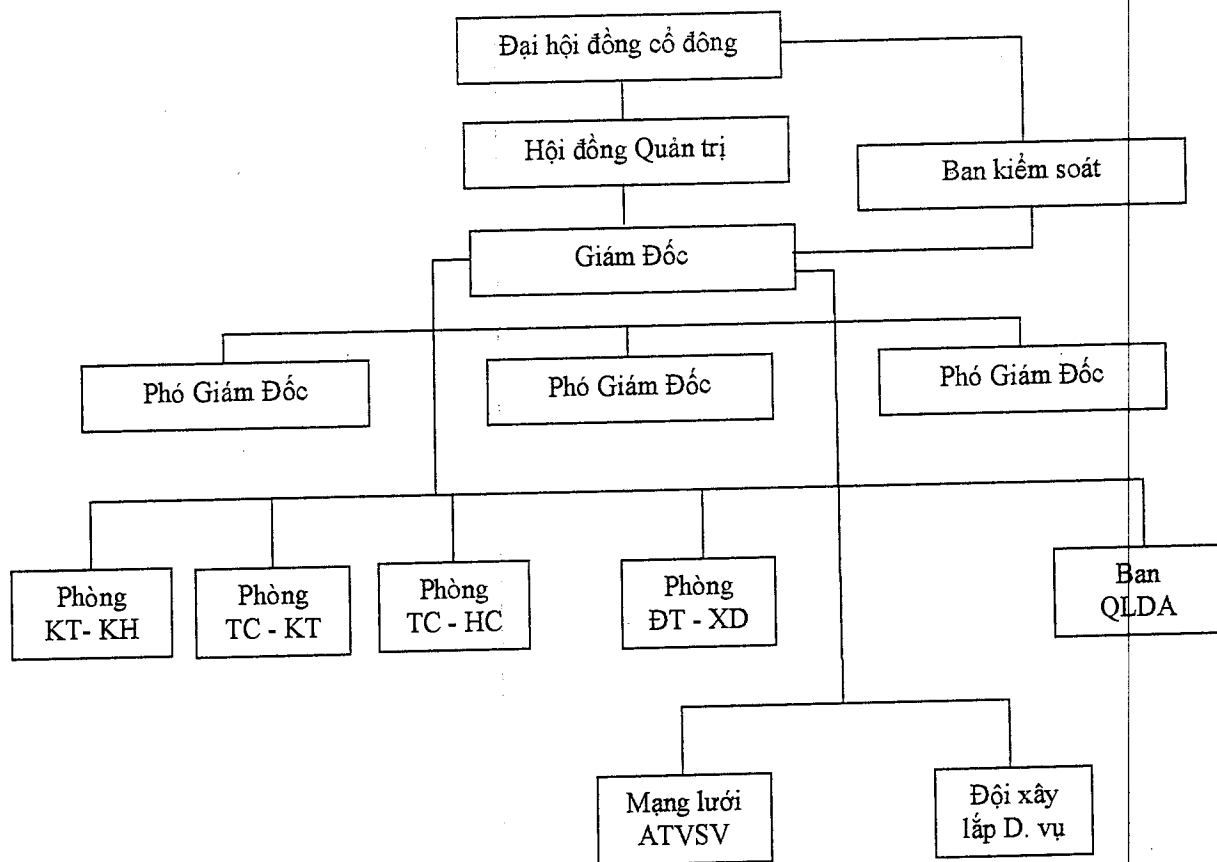 Đại hội đồng cổ đông
Hội đồng Quản trị
Ban kiểm soát
Giám Đốc
Phó Giám Đốc
Phó Giám Đốc
Phó Giám Đốc
Phòng
KT- KH
Phòng
TC - KT
Phòng
TC - HC
Phòng
ĐT - XD
Ban
QLDA
Mạng lưới
ATVSV
Đội xây
lắp D. vụ